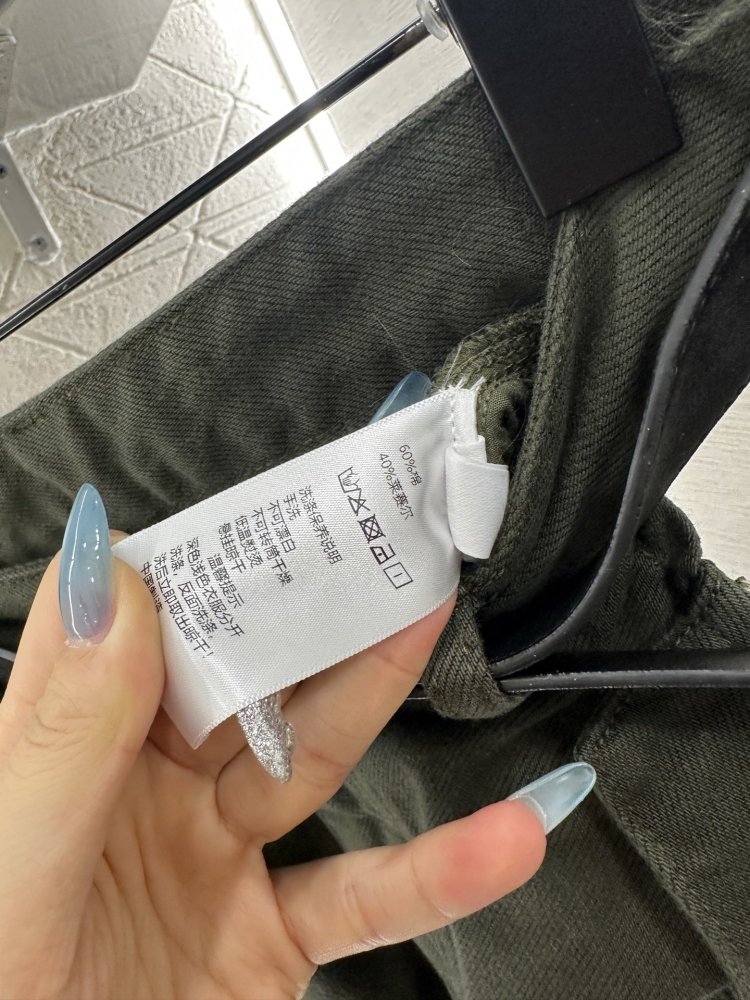 60%棉
40%莱赛尔
洗涤保养说明
手洗
不可漂白
不可转笼干燥
低温熨烫
悬挂晾干
温馨提示
深色浅色衣服分开
洗涤，反面洗涤，
洗后立即取出晾干！
中国制造